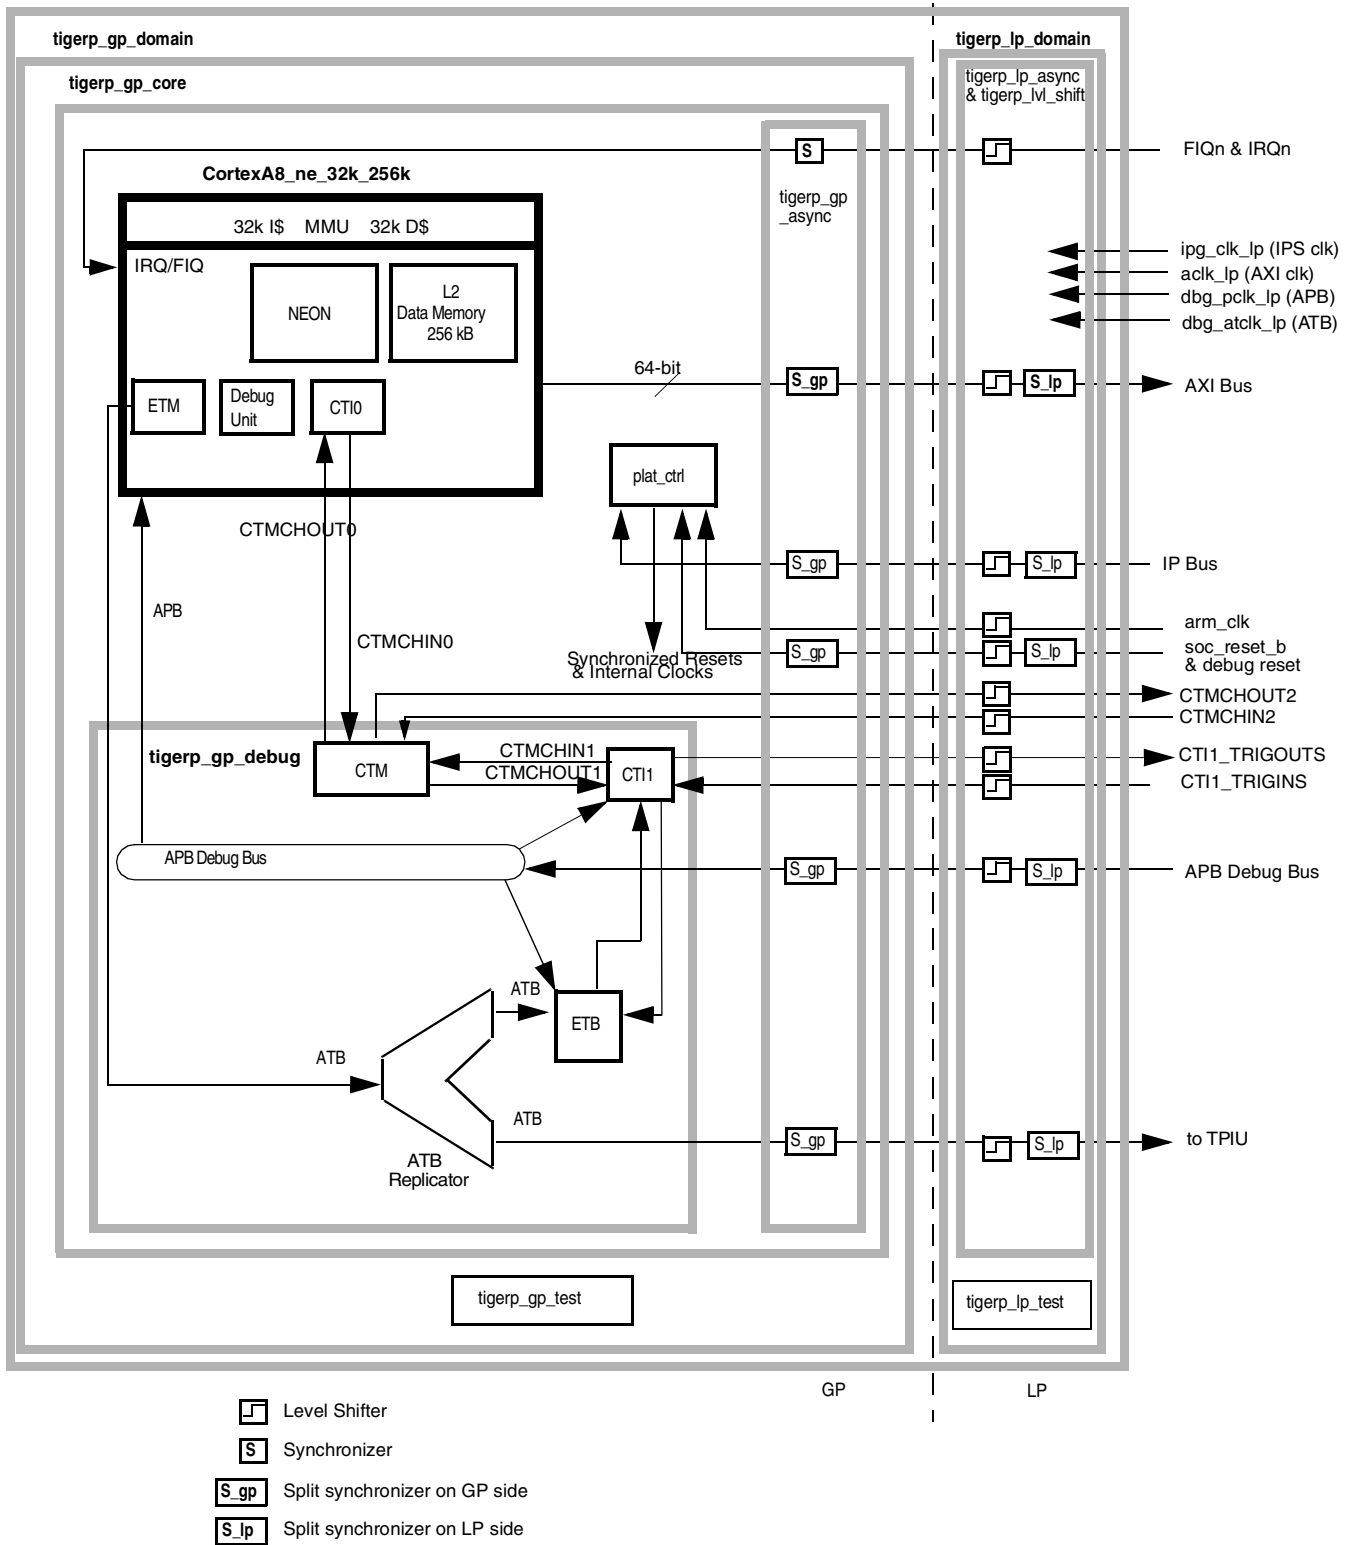 tigerp_gp_domain
tigerp_lp_domain
tigerp_gp_core
tigerp_lp_async
& tigerp_lvl_shift
S
FIQn & IRQn
CortexA8_ne_32k_256k
tigerp_gp
_async
32k I$ MMU 32k D$
IRQ/FIQ
ipg_clk_lp (IPS clk)
aclk_lp (AXI clk)
dbg_pclk_lp (APB)
dbg_atclk_lp (ATB)
NEON
L2
Data Memory
256 kB
64-bit
S_gp
S_lp
AXI Bus
ETM
Debug
Unit
CTI0
plat_ctrl
CTMCHOUT0
S_gp
S_lp
IP Bus
APB
CTMCHIN0
arm_clk
Synchronized Resets
& Internal Clocks
S_gp
S_lp
soc_reset_b
& debug reset
CTMCHOUT2
CTMCHIN2
tigerp_gp_debug
CTM
CTMCHIN1
CTMCHOUT1
CTI1
CTI1_TRIGOUTS
CTI1_TRIGINS
APB Debug Bus
S_gp
S_lp
APB Debug Bus
ATB
ETB
ATB
ATB
S_gp
S_lp
to TPIU
ATB
Replicator
tigerp_gp_test
tigerp_lp_test
GP
LP
Level Shifter
S
Synchronizer
S_gp
Split synchronizer on GP side
S_lp
Split synchronizer on LP side